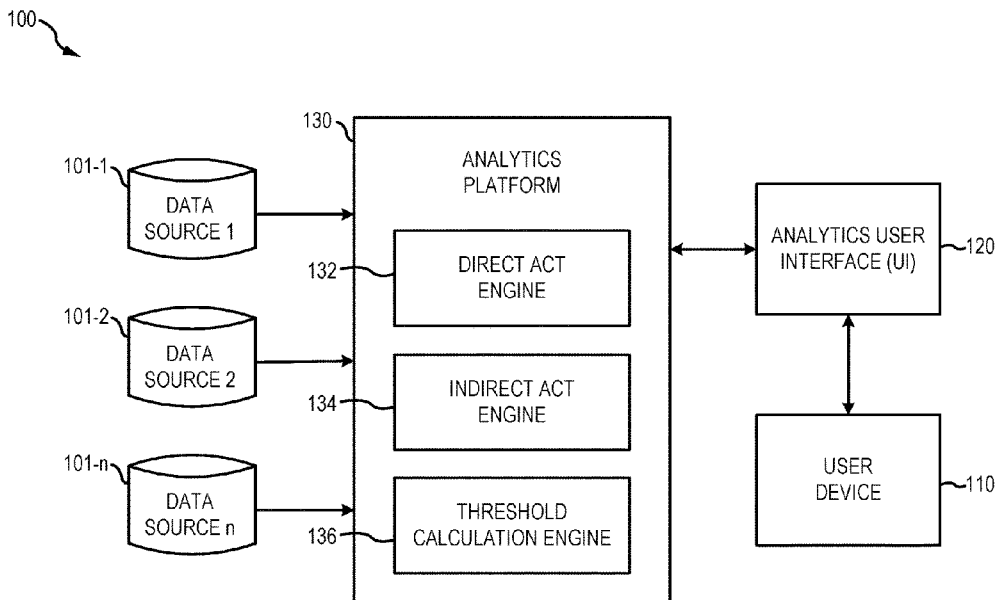 100
101-1
DATA
SOURCE 1
101-2
DATA
SOURCE 2
101-n
DATA
SOURCE n
130
ANALYTICS
PLATFORM
132
DIRECT ACT
ENGINE
134
INDIRECT ACT
ENGINE
136
THRESHOLD
CALCULATION ENGINE
ANALYTICS USER
INTERFACE (UI)
120
USER
DEVICE
110